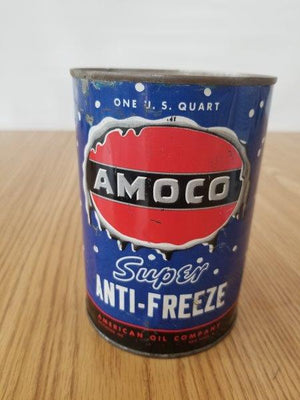 ONE U. S. QUART
AMOCO
Super
ANTI-FREEZE
AMERICAN OIL COMPANY